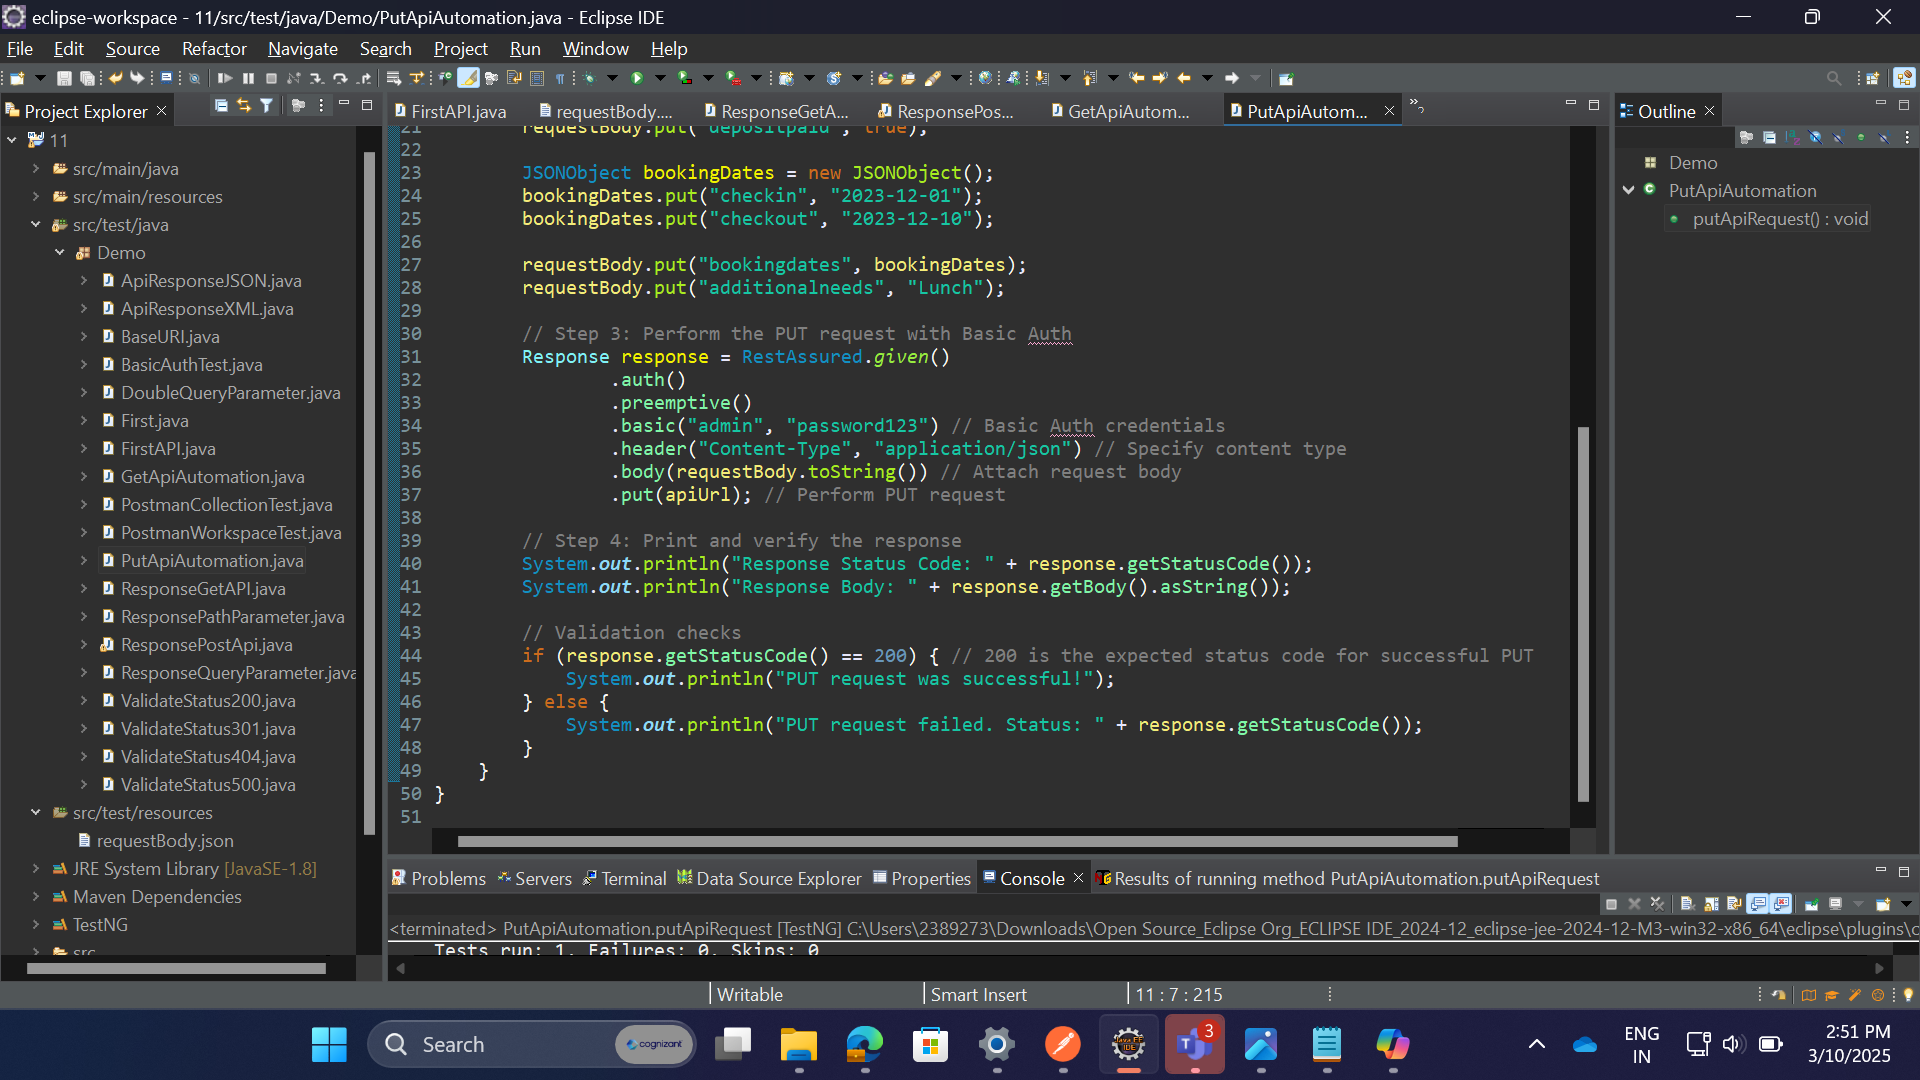 eclipse-workspace - 11/src/test/java/Demo/PutApiAutomation.java - Eclipse IDE
File Edit Source Refactor Navigate Search Project Run Window Help
Project Explorer
11
src/main/java
src/main/resources
src/test/java
Demo
ApiResponseJSON.java
ApiResponseXML.java
BaseURI.java
BasicAuthTest.java
DoubleQueryParameter.java
First.java
FirstAPI.java
GetApiAutomation.java
PostmanCollectionTest.java
PostmanWorkspaceTest.java
PutApiAutomation.java
ResponseGetAPI.java
ResponsePathParameter.java
ResponsePostApi.java
ResponseQueryParameter.java
ValidateStatus200.java
ValidateStatus301.java
ValidateStatus404.java
ValidateStatus500.java
src/test/resources
requestBody.json
JRE System Library [JavaSE-1.8]
Maven Dependencies
TestNG
src
FirstAPI.java requestBody.... ResponseGetA... ResponsePos... GetApiAutom... PutApiAutom... »2
21 requestBody.put("depositpaid", true);
22
23 JSONObject bookingDates = new JSONObject();
24 bookingDates.put("checkin", "2023-12-01");
25 bookingDates.put("checkout", "2023-12-10");
26
27 requestBody.put("bookingdates", bookingDates);
28 requestBody.put("additionalneeds", "Lunch");
29
30 // Step 3: Perform the PUT request with Basic Auth
31 Response response = RestAssured.given()
32 .auth()
33 .preemptive()
34 .basic("admin", "password123") // Basic Auth credentials
35 .header("Content-Type", "application/json") // Specify content type
36 .body(requestBody.toString()) // Attach request body
37 .put(apiUrl); // Perform PUT request
38
39 // Step 4: Print and verify the response
40 System.out.println("Response Status Code: " + response.getStatusCode());
41 System.out.println("Response Body: " + response.getBody().asString());
42
43 // Validation checks
44 if (response.getStatusCode() == 200) { // 200 is the expected status code for successful PUT
45 System.out.println("PUT request was successful!");
46 } else {
47 System.out.println("PUT request failed. Status: " + response.getStatusCode());
48 }
49 }
50 }
51
Outline
Demo
PutApiAutomation
putApiRequest() : void
Problems Servers Terminal Data Source Explorer Properties Console Results of running method PutApiAutomation.putApiRequest
<terminated> PutApiAutomation.putApiRequest [TestNG] C:\Users\2389273\Downloads\Open Source_Eclipse Org_ECLIPSE IDE_2024-12_eclipse-jee-2024-12-M3-win32-x86_64\eclipse\plugins\c
Tests run: 1, Failures: 0, Skips: 0
Writable Smart Insert 11 : 7 : 215
Search cognizant
Java EE
IDE
3
ENG
IN
2:51 PM
3/10/2025